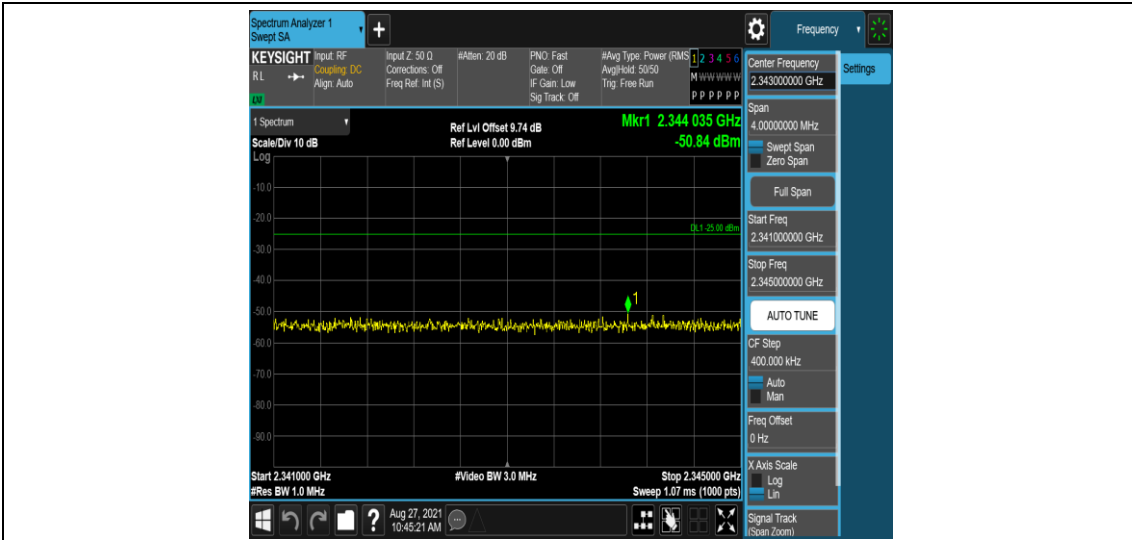 Spectrum Analyzer 1
Swept SA
Frequency
KEYSIGHT
RL
LXI
Input: RF
Coupling: DC
Align: Auto
Input Z: 50 Ω
Corrections: Off
Freq Ref: Int (S)
#Atten: 20 dB
PNO: Fast
Gate: Off
IF Gain: Low
Sig Track: Off
#Avg Type: Power (RMS
Avg|Hold: 50/50
Trig: Free Run
1 2 3 4 5 6
M W W W W W
P P P P P P
Center Frequency
2.343000000 GHz
Settings
1 Spectrum
Scale/Div 10 dB
Ref Lvl Offset 9.74 dB
Ref Level 0.00 dBm
Mkr1 2.344 035 GHz
-50.84 dBm
Log
-10.0
-20.0
-30.0
-40.0
-50.0
-60.0
-70.0
-80.0
-90.0
DL1 -25.00 dBm
1
Start 2.341000 GHz
#Res BW 1.0 MHz
#Video BW 3.0 MHz
Stop 2.345000 GHz
Sweep 1.07 ms (1000 pts)
Span
4.00000000 MHz
Swept Span
Zero Span
Full Span
Start Freq
2.341000000 GHz
Stop Freq
2.345000000 GHz
AUTO TUNE
CF Step
400.000 kHz
Auto
Man
Freq Offset
0 Hz
X Axis Scale
Log
Lin
Signal Track
(Span Zoom)
?
Aug 27, 2021
10:45:21 AM